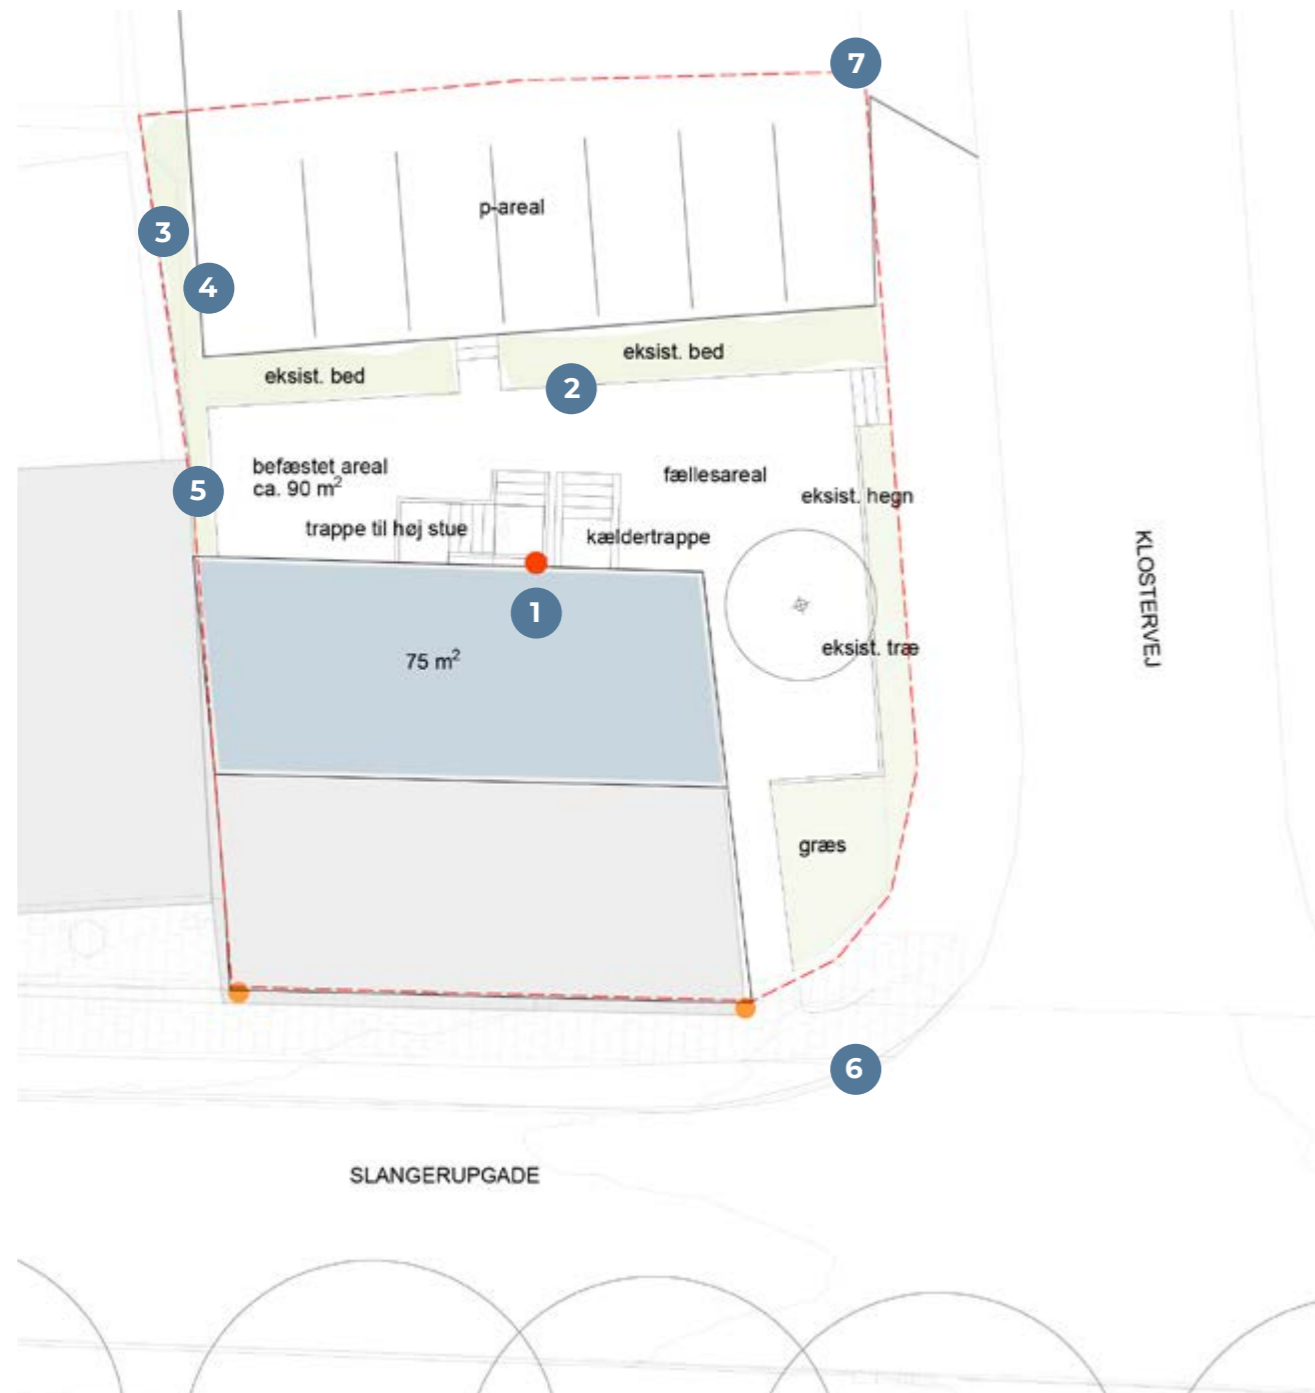 7
p-areal
3
4
eksist. bed
eksist. bed
2
befæstet areal
ca. 90 m²
fællesareal
5
eksist. hegn
trappe til høj stue
kældertrappe
KLOSTERVEJ
1
eksist. træ
75 m²
græs
6
SLANGERUPGADE